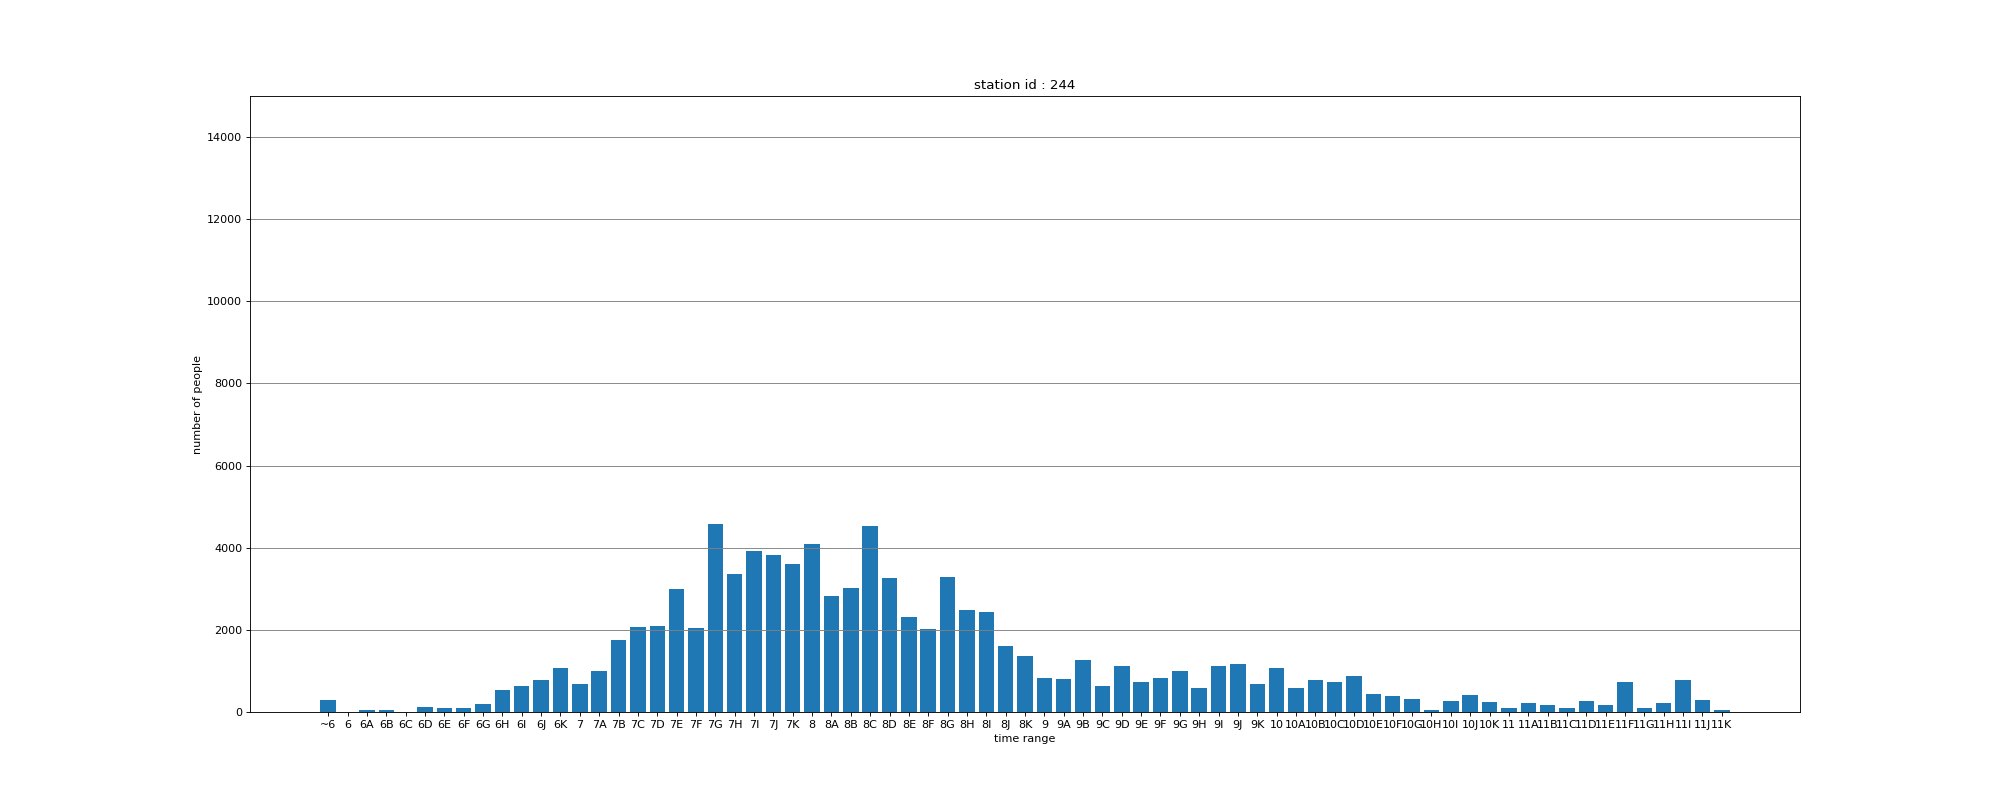 station id : 244
14000
12000
10000
8000
6000
4000
2000
0
number of people
~6 6 6A 6B 6C 6D 6E 6F 6G 6H 6I 6J 6K 7 7A 7B 7C 7D 7E 7F 7G 7H 7I 7J 7K 8 8A 8B 8C 8D 8E 8F 8G 8H 8I 8J 8K 9 9A 9B 9C 9D 9E 9F 9G 9H 9I 9J 9K 10 10A 10B 10C 10D 10E 10F 10G 10H 10I 10J 10K 11 11A 11B 11C 11D 11E 11F 11G 11H 11I 11J 11K
time range